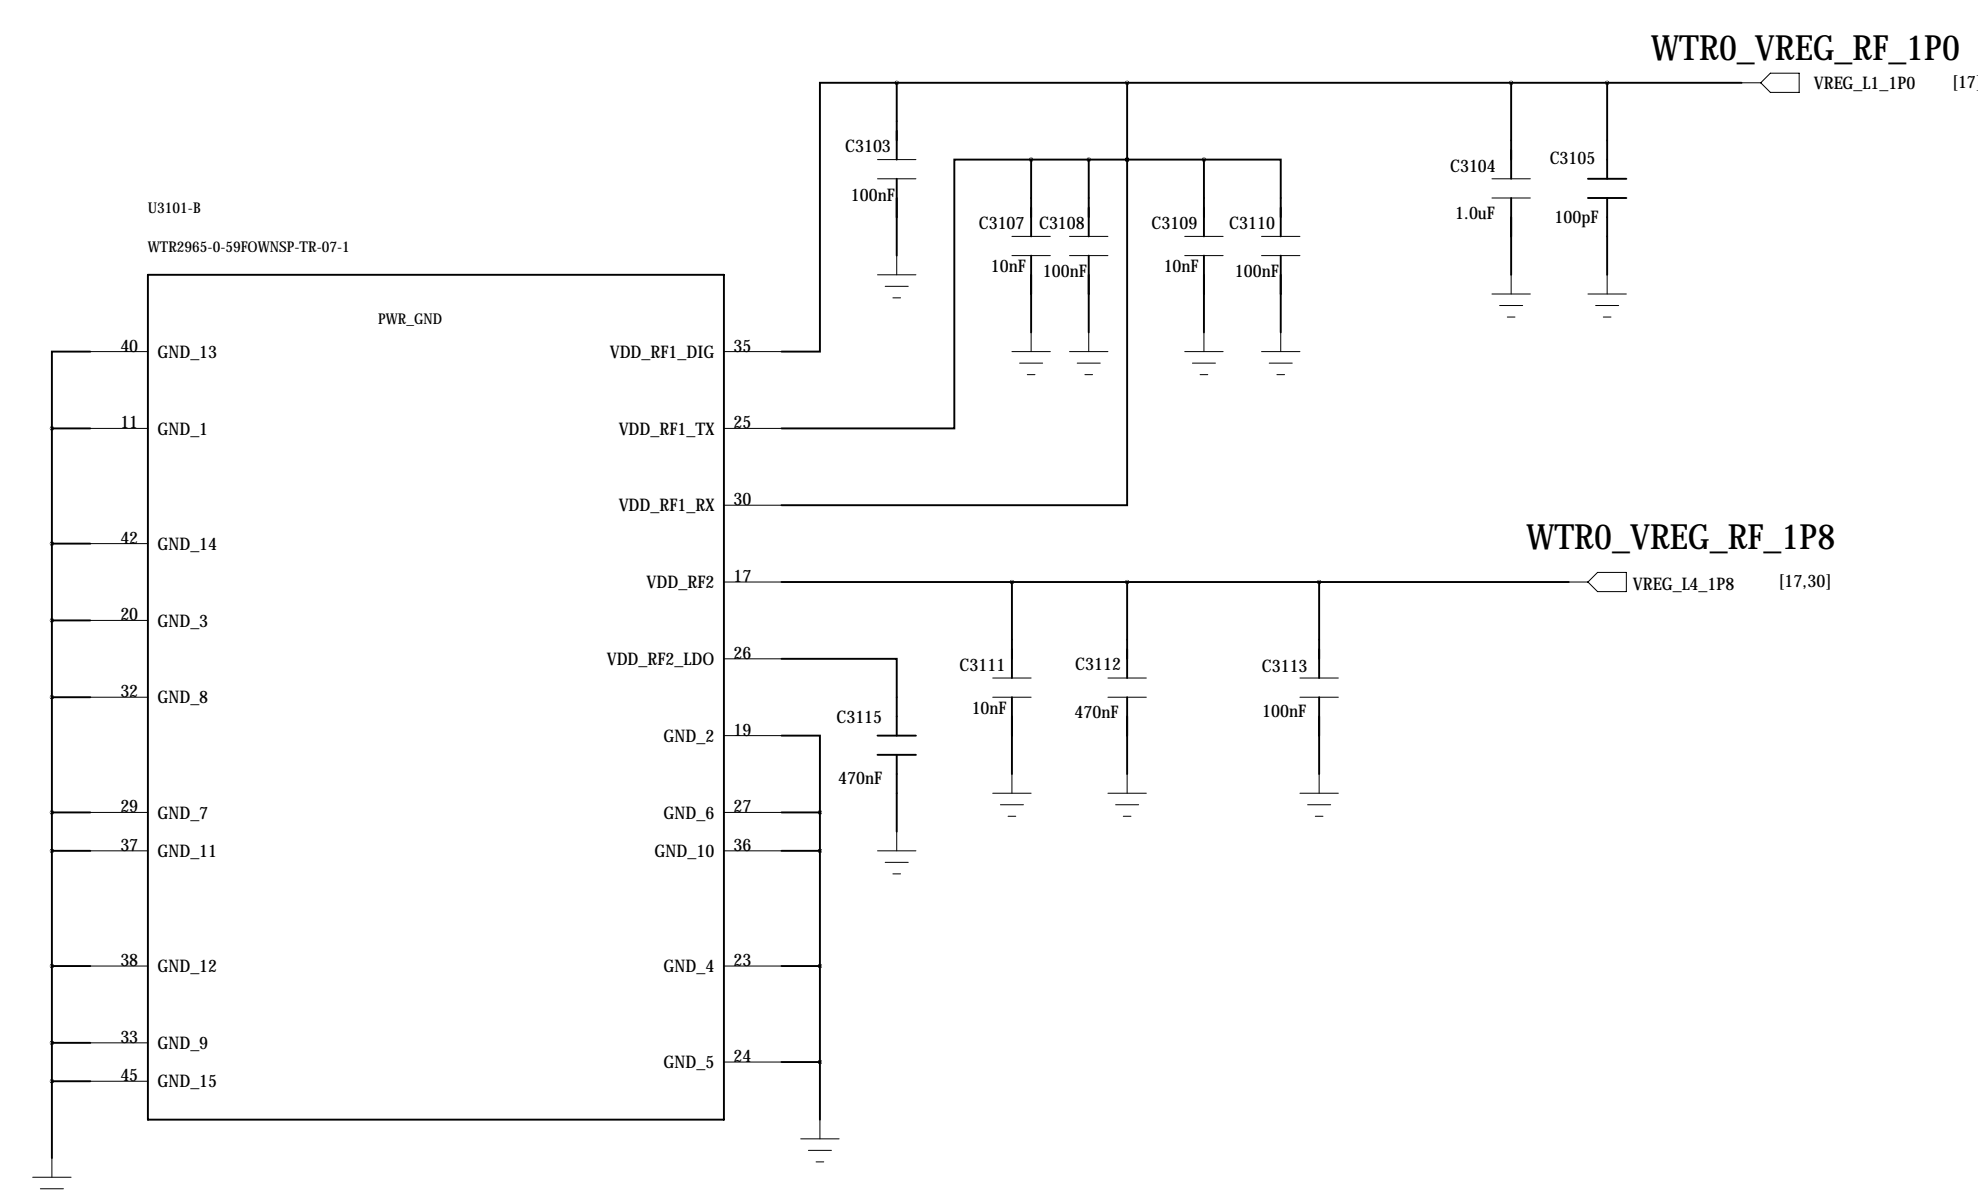 WTR0_VREG_RF_1P0
VREG_L1_1P0 [17]
C3103
100nF
C3104
1.0uF
C3105
100pF
C3107
10nF
C3108
100nF
C3109
10nF
C3110
100nF
U3101-B
WTR2965-0-59FOWNSP-TR-07-1
PWR_GND
40 GND_13
11 GND_1
42 GND_14
20 GND_3
32 GND_8
29 GND_7
37 GND_11
38 GND_12
33 GND_9
45 GND_15
VDD_RF1_DIG 35
VDD_RF1_TX 25
VDD_RF1_RX 30
VDD_RF2 17
VDD_RF2_LDO 26
GND_2 19
GND_6 27
GND_10 36
GND_4 23
GND_5 24
WTR0_VREG_RF_1P8
VREG_L4_1P8 [17,30]
C3111
10nF
C3112
470nF
C3113
100nF
C3115
470nF